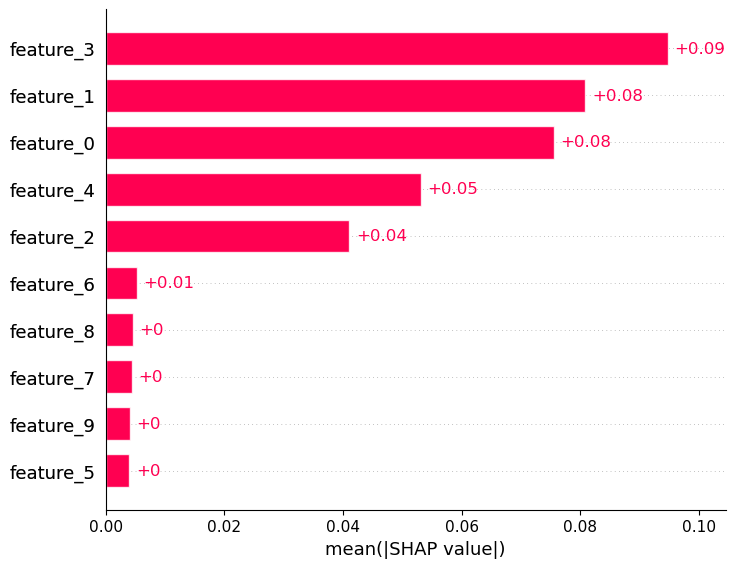 feature_3 +0.09
feature_1 +0.08
feature_0 +0.08
feature_4 +0.05
feature_2 +0.04
feature_6 +0.01
feature_8 +0
feature_7 +0
feature_9 +0
feature_5 +0
0.00 0.02 0.04 0.06 0.08 0.10
mean(|SHAP value|)